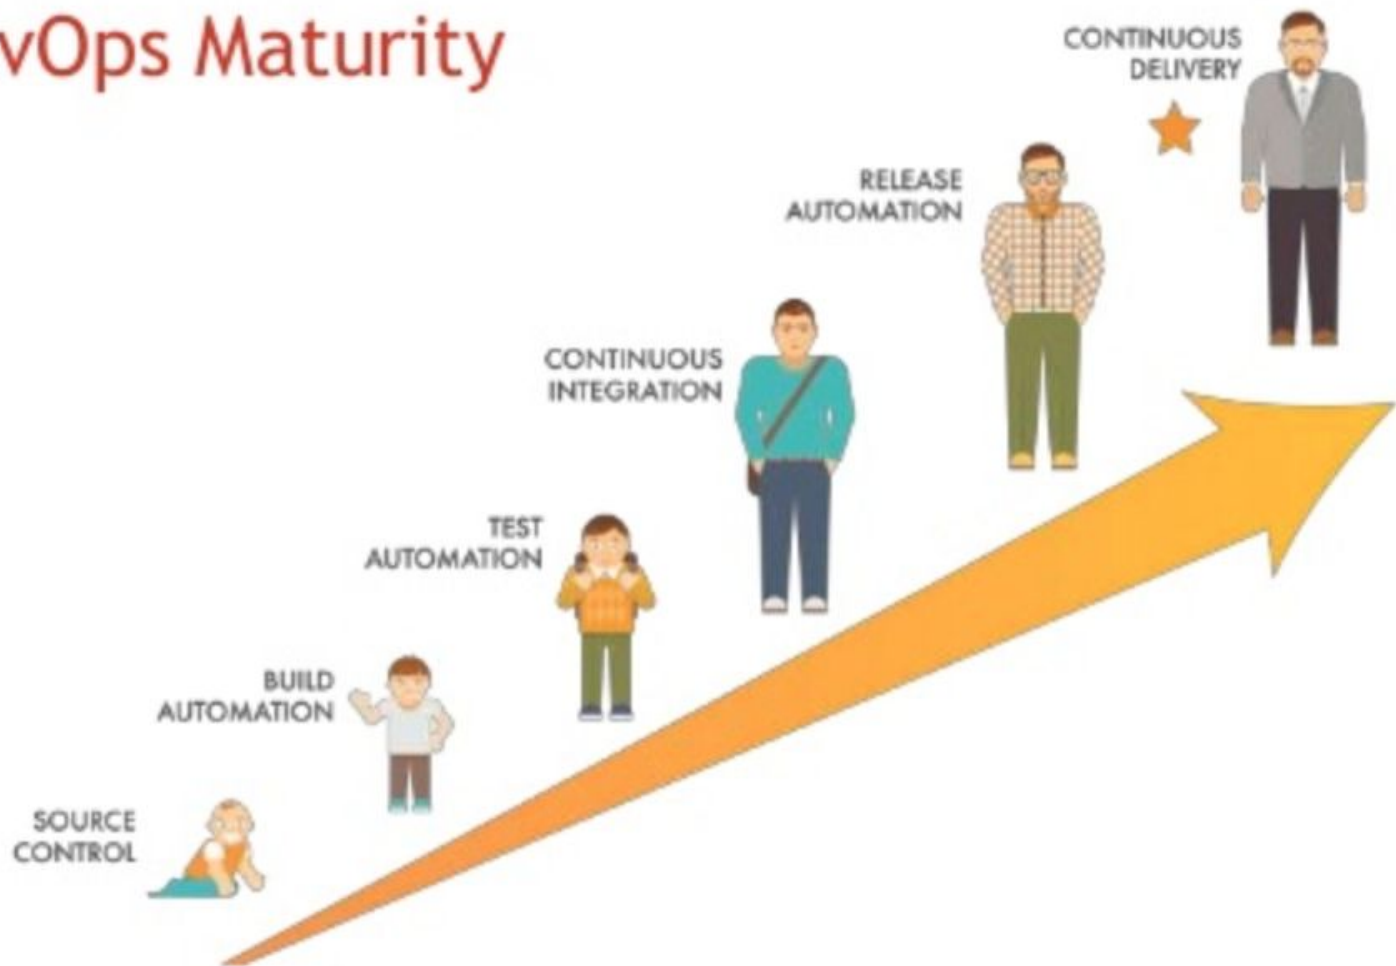 vOps Maturity
CONTINUOUS
DELIVERY
RELEASE
AUTOMATION
CONTINUOUS
INTEGRATION
TEST
AUTOMATION
BUILD
AUTOMATION
SOURCE
CONTROL